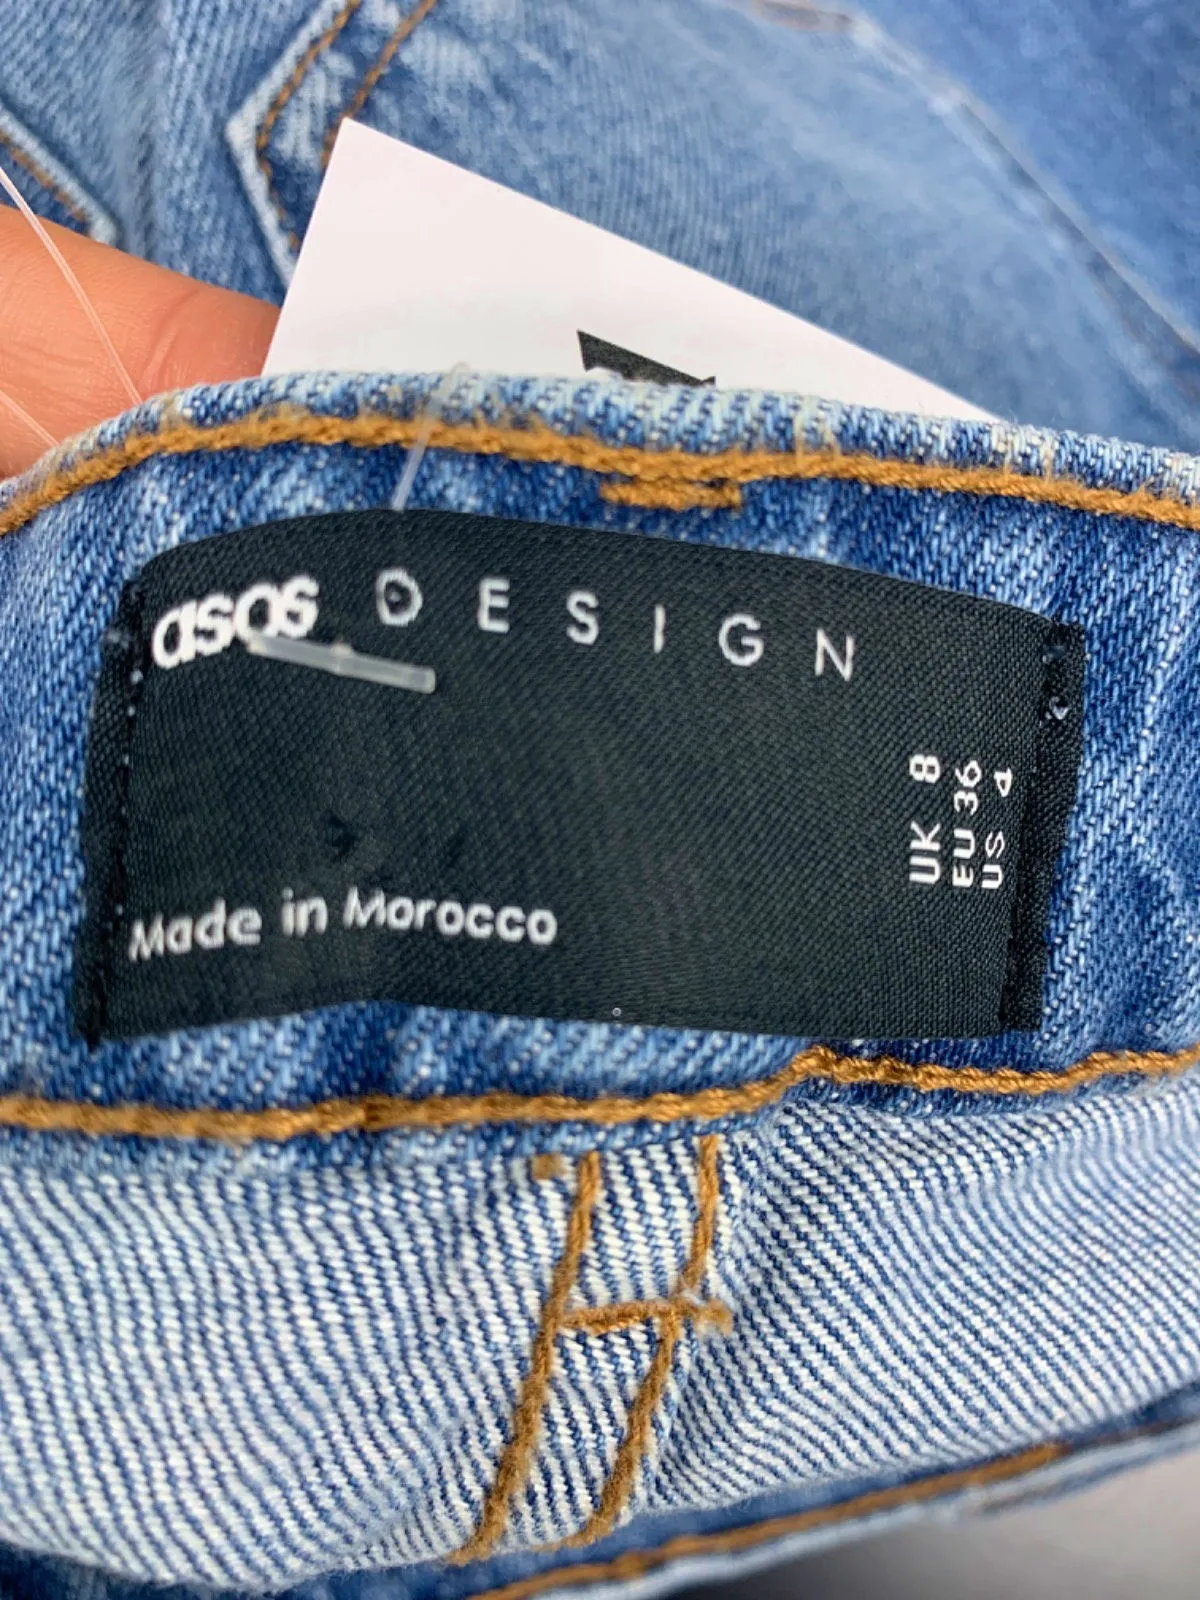 asos DESIGN
UK 8
EU 36
US 4
Made in Morocco